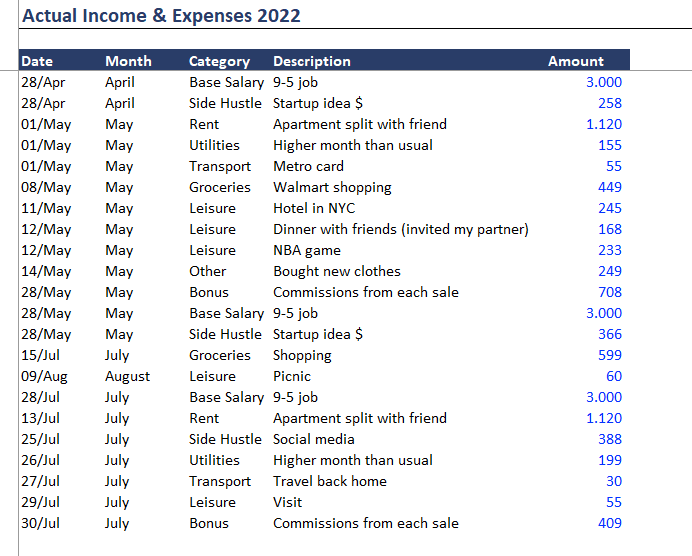 Actual Income & Expenses 2022
Date Month Category Description Amount
28/Apr April Base Salary 9-5 job 3.000
28/Apr April Side Hustle Startup idea $ 258
01/May May Rent Apartment split with friend 1.120
01/May May Utilities Higher month than usual 155
01/May May Transport Metro card 55
08/May May Groceries Walmart shopping 449
11/May May Leisure Hotel in NYC 245
12/May May Leisure Dinner with friends (invited my partner) 168
12/May May Leisure NBA game 233
14/May May Other Bought new clothes 249
28/May May Bonus Commissions from each sale 708
28/May May Base Salary 9-5 job 3.000
28/May May Side Hustle Startup idea $ 366
15/Jul July Groceries Shopping 599
09/Aug August Leisure Picnic 60
28/Jul July Base Salary 9-5 job 3.000
13/Jul July Rent Apartment split with friend 1.120
25/Jul July Side Hustle Social media 388
26/Jul July Utilities Higher month than usual 199
27/Jul July Transport Travel back home 30
29/Jul July Leisure Visit 55
30/Jul July Bonus Commissions from each sale 409